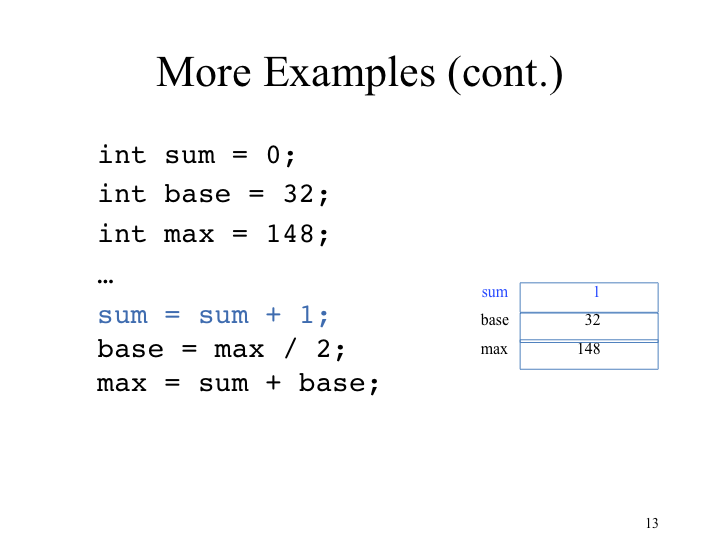 More Examples (cont.)
int sum = 0;
int base = 32;
int max = 148;
…
sum = sum + 1;
base = max / 2;
max = sum + base;
sum 1
base 32
max 148
13